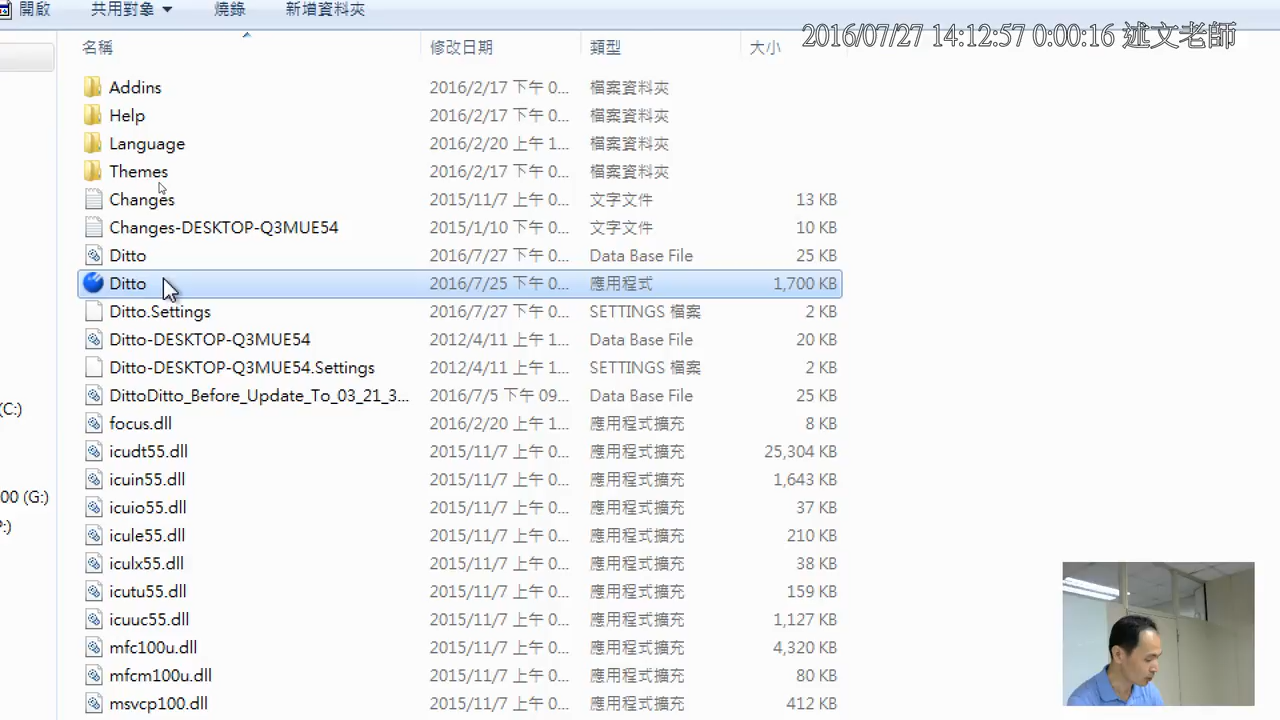 開啟 共用對象 燒錄 新增資料夾
2016/07/27 14:12:57 0:00:16 述文老師
名稱 修改日期 類型 大小
Addins 2016/2/17 下午 0... 檔案資料夾
Help 2016/2/17 下午 0... 檔案資料夾
Language 2016/2/20 上午 1... 檔案資料夾
Themes 2016/2/17 下午 0... 檔案資料夾
Changes 2015/11/7 上午 0... 文字文件 13 KB
Changes-DESKTOP-Q3MUE54 2015/1/10 下午 0... 文字文件 10 KB
Ditto 2016/7/27 下午 0... Data Base File 25 KB
Ditto 2016/7/25 下午 0... 應用程式 1,700 KB
Ditto.Settings 2016/7/27 下午 0... SETTINGS 檔案 2 KB
Ditto-DESKTOP-Q3MUE54 2012/4/11 上午 1... Data Base File 20 KB
Ditto-DESKTOP-Q3MUE54.Settings 2012/4/11 上午 1... SETTINGS 檔案 2 KB
DittoDitto_Before_Update_To_03_21_3... 2016/7/5 下午 09... Data Base File 25 KB
(C:)
focus.dll 2016/2/20 上午 1... 應用程式擴充 8 KB
icudt55.dll 2015/11/7 上午 0... 應用程式擴充 25,304 KB
icuin55.dll 2015/11/7 上午 0... 應用程式擴充 1,643 KB
00 (G:)
icuio55.dll 2015/11/7 上午 0... 應用程式擴充 37 KB
:)
icule55.dll 2015/11/7 上午 0... 應用程式擴充 210 KB
iculx55.dll 2015/11/7 上午 0... 應用程式擴充 38 KB
icutu55.dll 2015/11/7 上午 0... 應用程式擴充 159 KB
icuuc55.dll 2015/11/7 上午 0... 應用程式擴充 1,127 KB
mfc100u.dll 2015/11/7 上午 0... 應用程式擴充 4,320 KB
mfcm100u.dll 2015/11/7 上午 0... 應用程式擴充 80 KB
msvcp100.dll 2015/11/7 上午 0... 應用程式擴充 412 KB